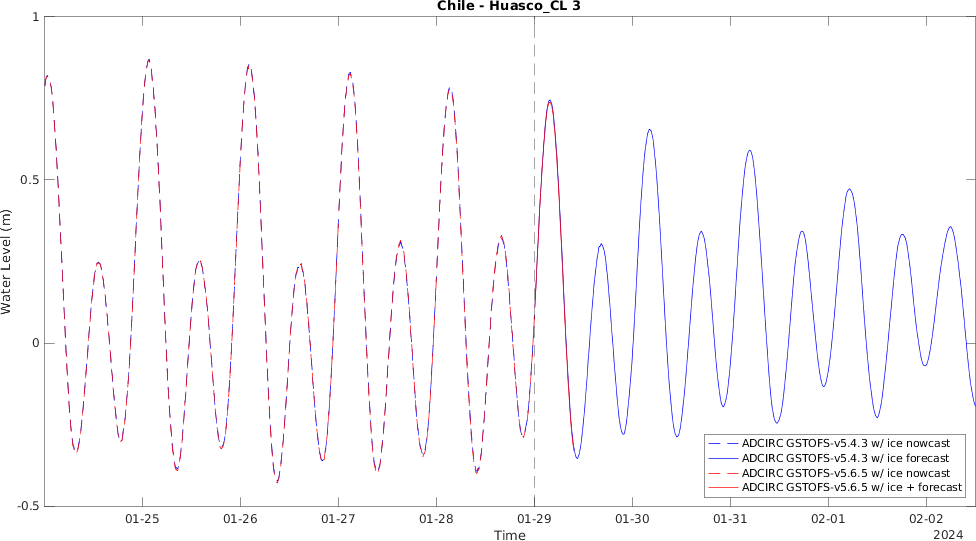 Chile - Huasco_CL 3
1
0.5
0
-0.5
Water Level (m)
01-25 01-26 01-27 01-28 01-29 01-30 01-31 02-01 02-02
Time
2024
ADCIRC GSTOFS-v5.4.3 w/ ice nowcast
ADCIRC GSTOFS-v5.4.3 w/ ice forecast
ADCIRC GSTOFS-v5.6.5 w/ ice nowcast
ADCIRC GSTOFS-v5.6.5 w/ ice + forecast